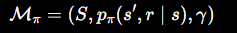 𝓜_π = (S, p_π(s′, r | s), γ)